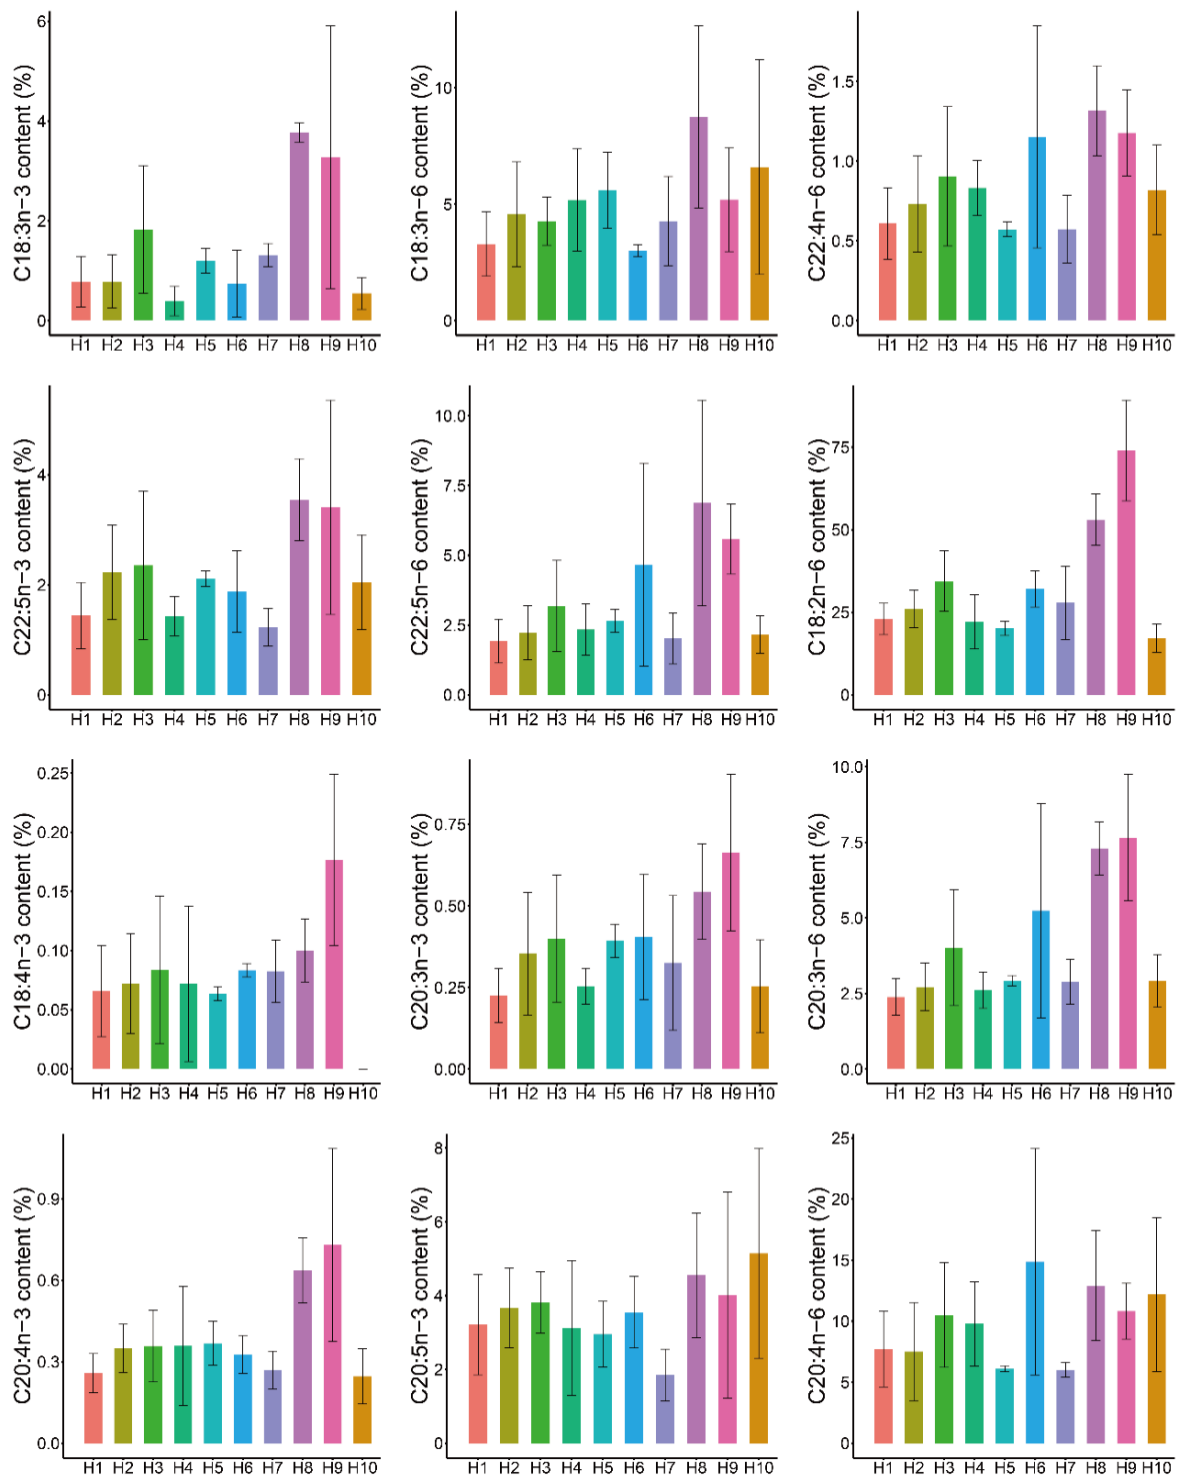 C18:3n−3 content (%)
6
4
2
0
H1 H2 H3 H4 H5 H6 H7 H8 H9 H10
C18:3n−6 content (%)
10
5
0
H1 H2 H3 H4 H5 H6 H7 H8 H9 H10
C22:4n−6 content (%)
1.5
1.0
0.5
0.0
H1 H2 H3 H4 H5 H6 H7 H8 H9 H10
C22:5n−3 content (%)
4
2
0
H1 H2 H3 H4 H5 H6 H7 H8 H9 H10
C22:5n−6 content (%)
10.0
7.5
5.0
2.5
0.0
H1 H2 H3 H4 H5 H6 H7 H8 H9 H10
C18:2n−6 content (%)
75
50
25
0
H1 H2 H3 H4 H5 H6 H7 H8 H9 H10
C18:4n−3 content (%)
0.25
0.20
0.15
0.10
0.05
0.00
H1 H2 H3 H4 H5 H6 H7 H8 H9 H10
C20:3n−3 content (%)
0.75
0.50
0.25
0.00
H1 H2 H3 H4 H5 H6 H7 H8 H9 H10
C20:3n−6 content (%)
10.0
7.5
5.0
2.5
0.0
H1 H2 H3 H4 H5 H6 H7 H8 H9 H10
C20:4n−3 content (%)
0.9
0.6
0.3
0.0
H1 H2 H3 H4 H5 H6 H7 H8 H9 H10
C20:5n−3 content (%)
8
6
4
2
0
H1 H2 H3 H4 H5 H6 H7 H8 H9 H10
C20:4n−6 content (%)
25
20
15
10
5
0
H1 H2 H3 H4 H5 H6 H7 H8 H9 H10